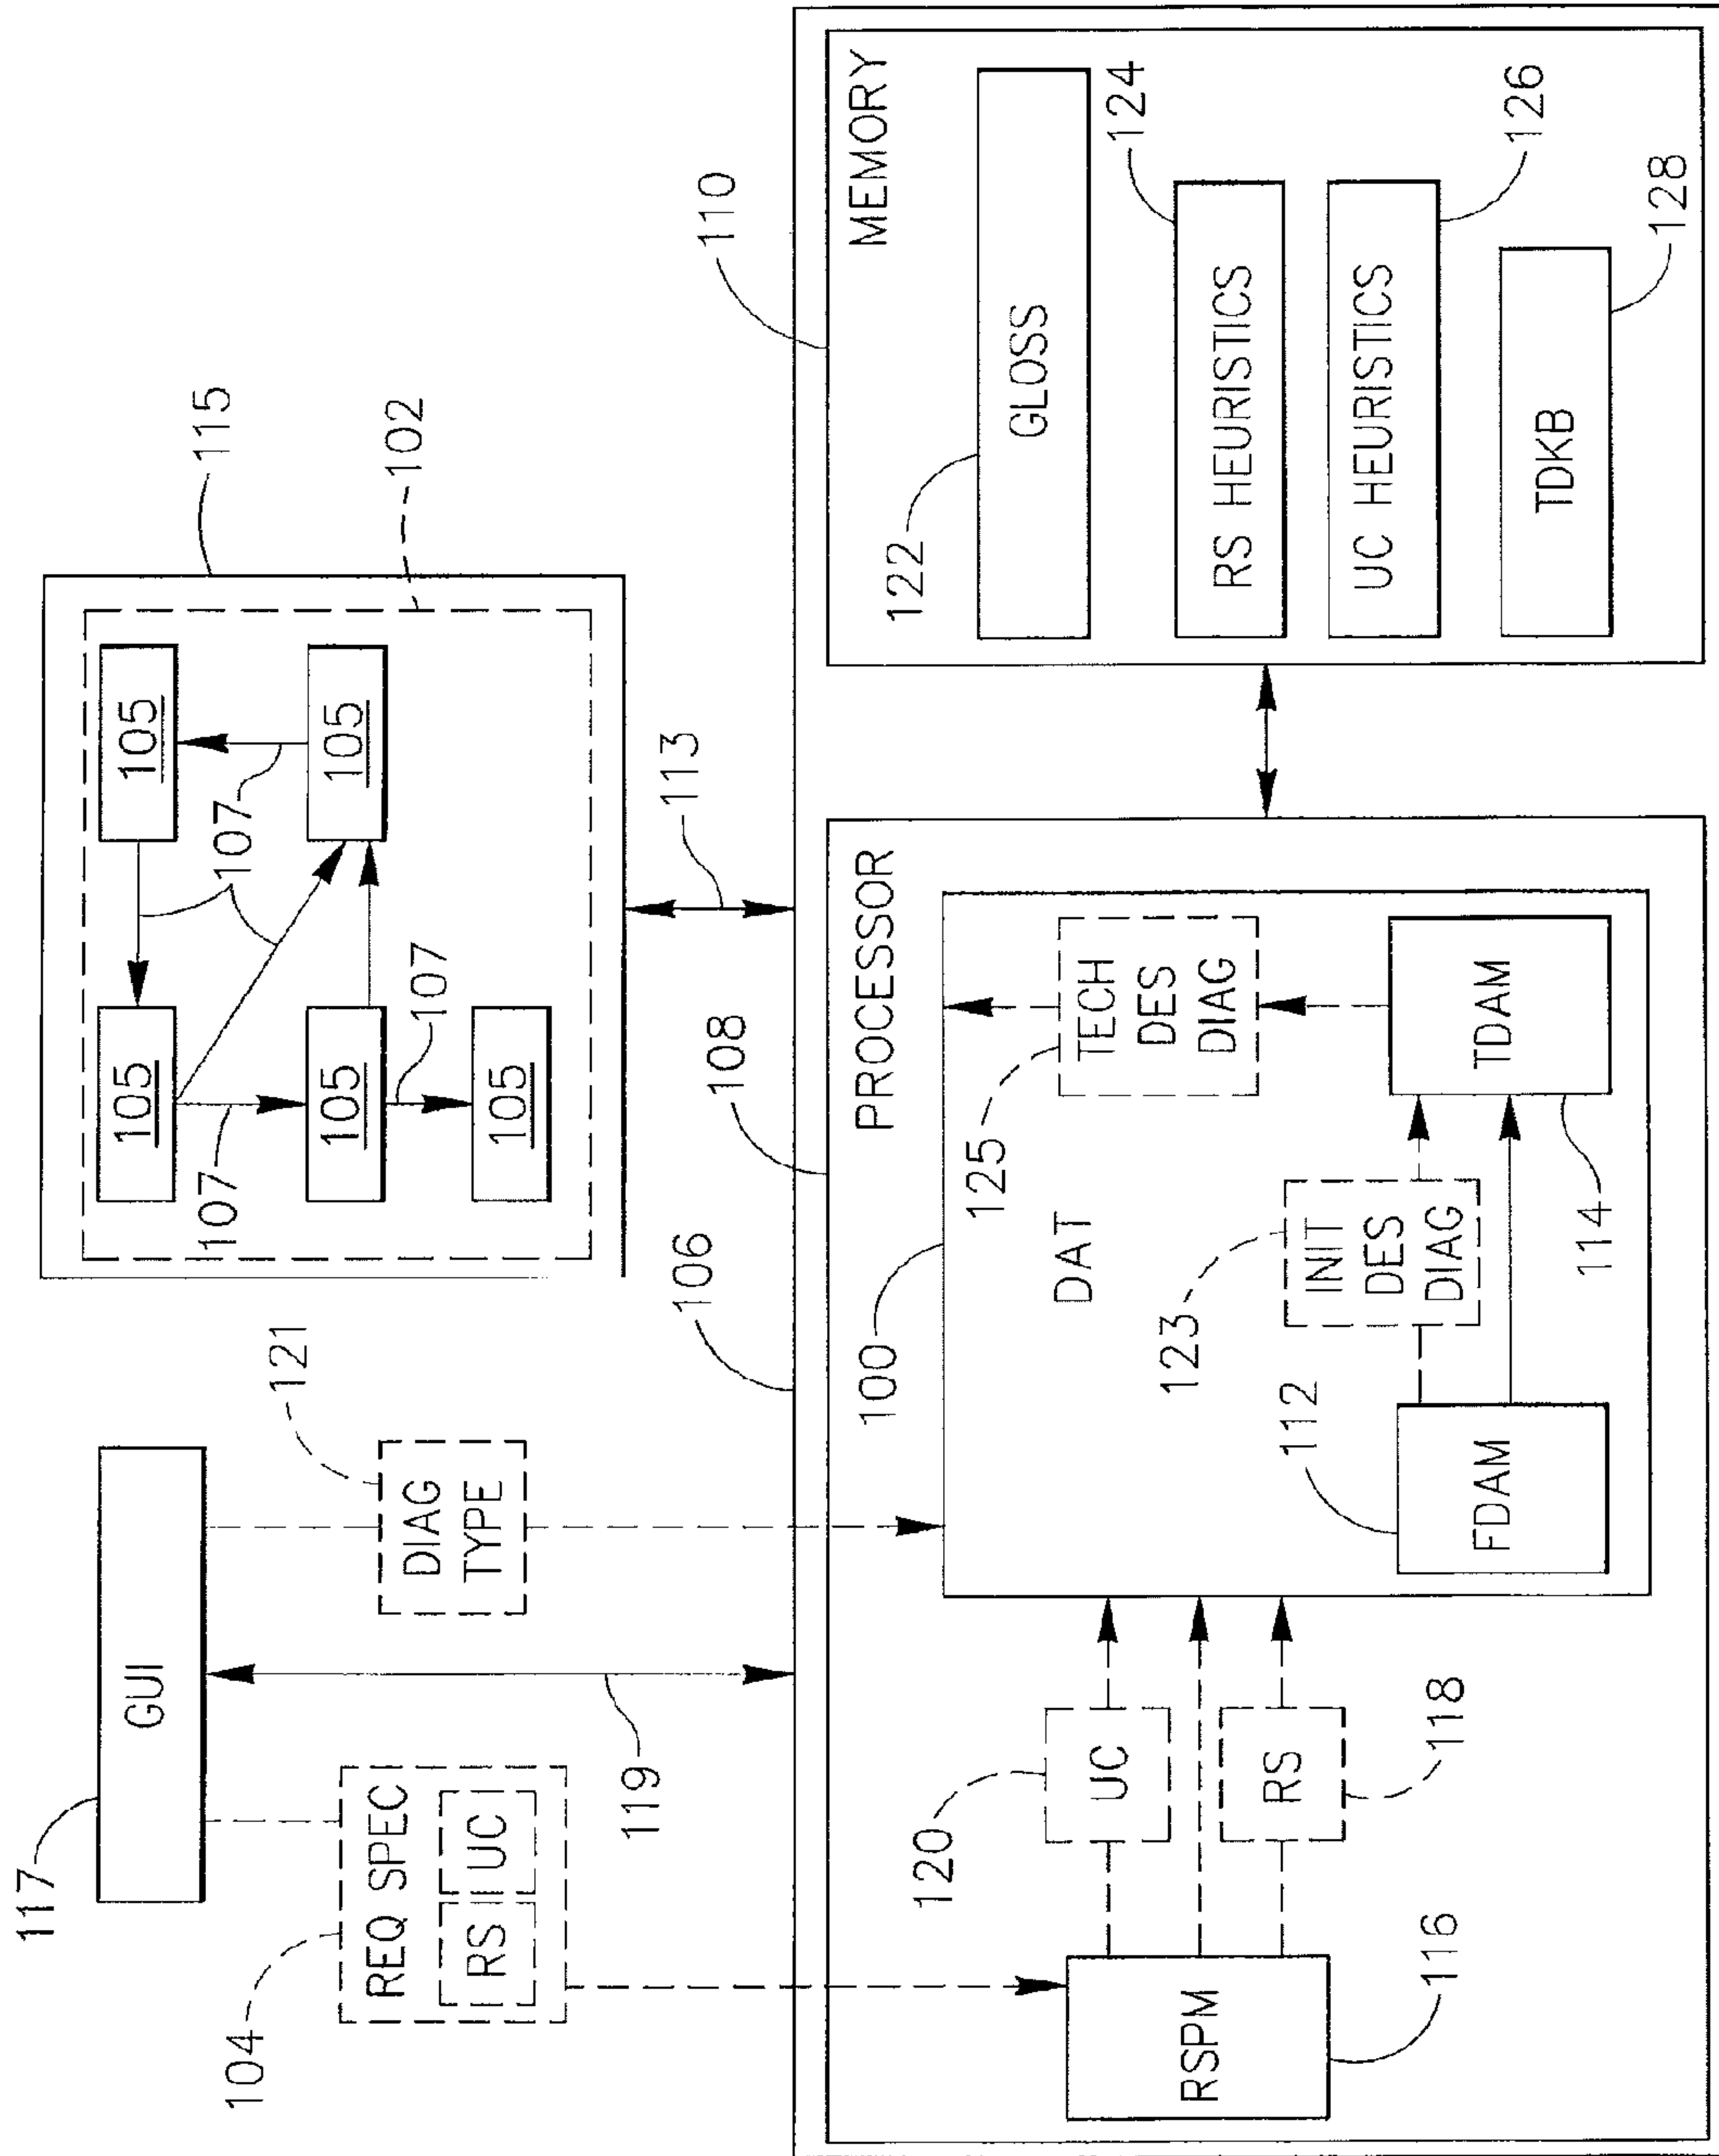 117
GUI
104
REQ SPEC
RS
UC
119
DIAG
TYPE
121
115
102
105
105
105
105
105
107
107
107
107
113
106
108
PROCESSOR
100
DAT
125
TECH
DES
DIAG
123
INIT
DES
DIAG
112
FDAM
TDAM
114
120
UC
RS
118
RSPM
116
110
MEMORY
122
GLOSS
124
RS HEURISTICS
UC HEURISTICS
126
TDKB
128